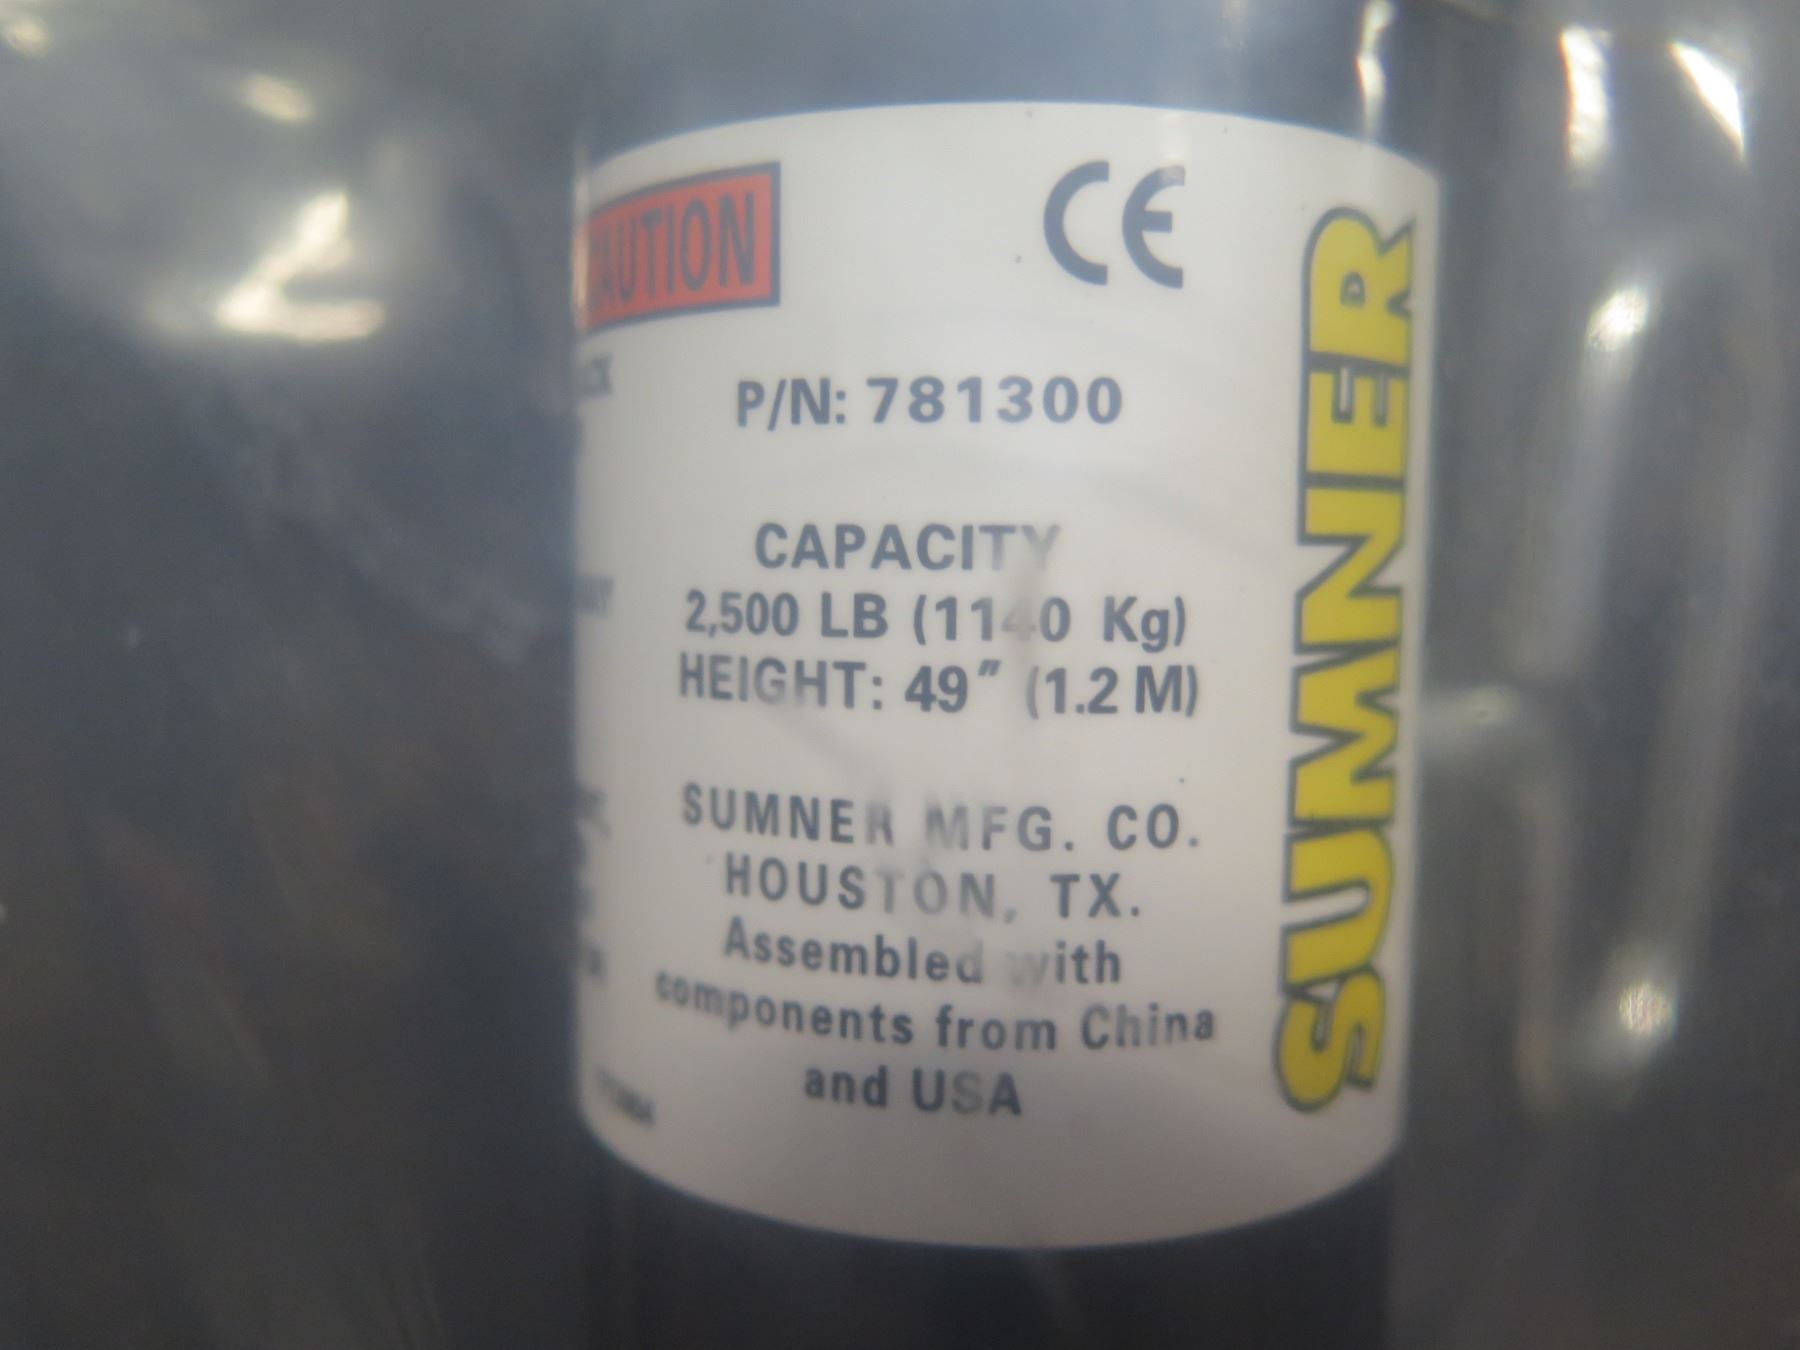 CAUTION
CE
P/N: 781300
CAPACITY
2,500 LB (1140 Kg)
HEIGHT: 49" (1.2 M)
SUMNER MFG. CO.
HOUSTON, TX.
Assembled with
components from China
and USA
SUMNER